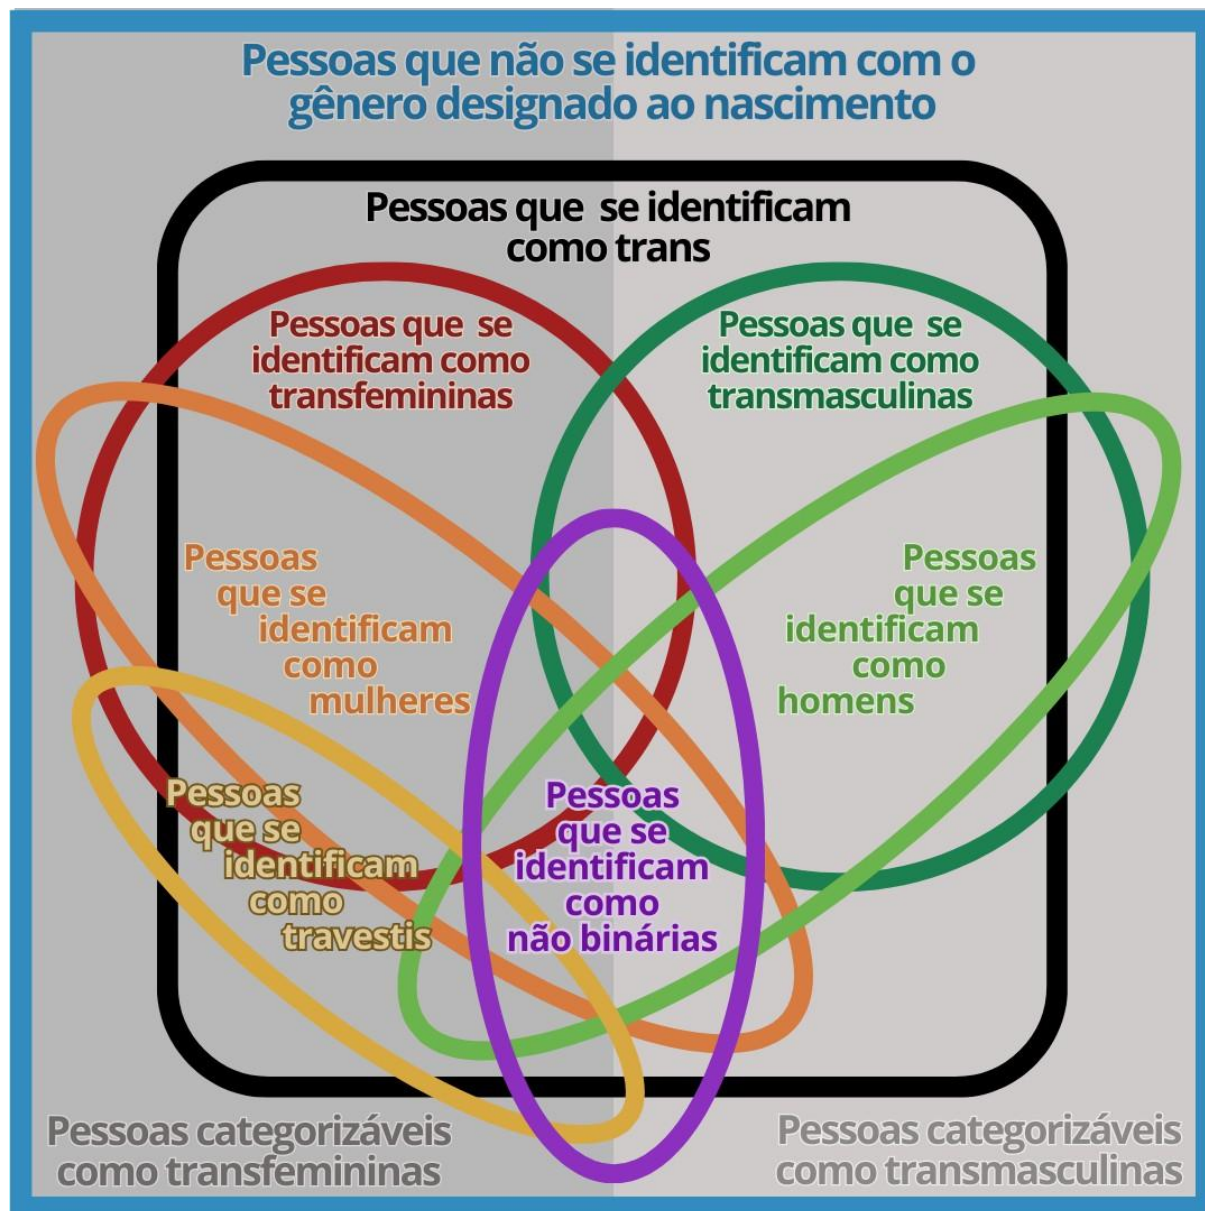 Pessoas que não se identificam com o
gênero designado ao nascimento
Pessoas que se identificam
como trans
Pessoas que se
identificam como
transfemininas
Pessoas que se
identificam como
transmasculinas
Pessoas
que se
identificam
como
mulheres
Pessoas
que se
identificam
como
homens
Pessoas
que se
identificam
como
travestis
Pessoas
que se
identificam
como
não binárias
Pessoas categorizáveis
como transfemininas
Pessoas categorizáveis
como transmasculinas